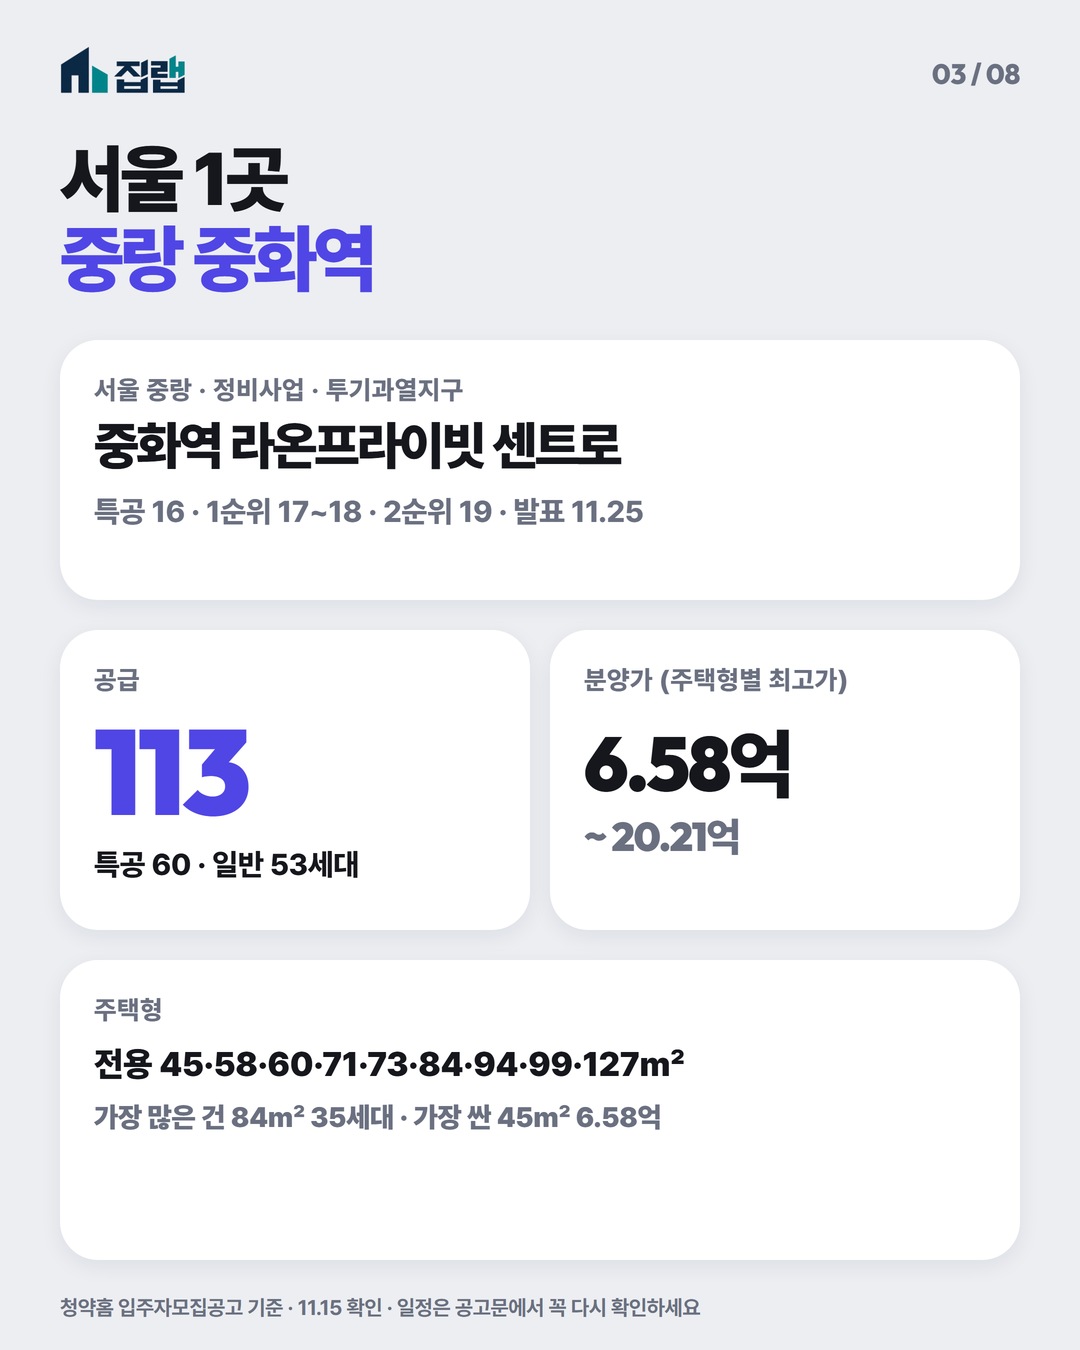 집랩
03 / 08
서울 1곳
중랑 중화역
서울 중랑 · 정비사업 · 투기과열지구
중화역 라온프라이빗 센트로
특공 16 · 1순위 17~18 · 2순위 19 · 발표 11.25
공급
113
특공 60 · 일반 53세대
분양가 (주택형별 최고가)
6.58억
~ 20.21억
주택형
전용 45·58·60·71·73·84·94·99·127m²
가장 많은 건 84m² 35세대 · 가장 싼 45m² 6.58억
청약홈 입주자모집공고 기준 · 11.15 확인 · 일정은 공고문에서 꼭 다시 확인하세요